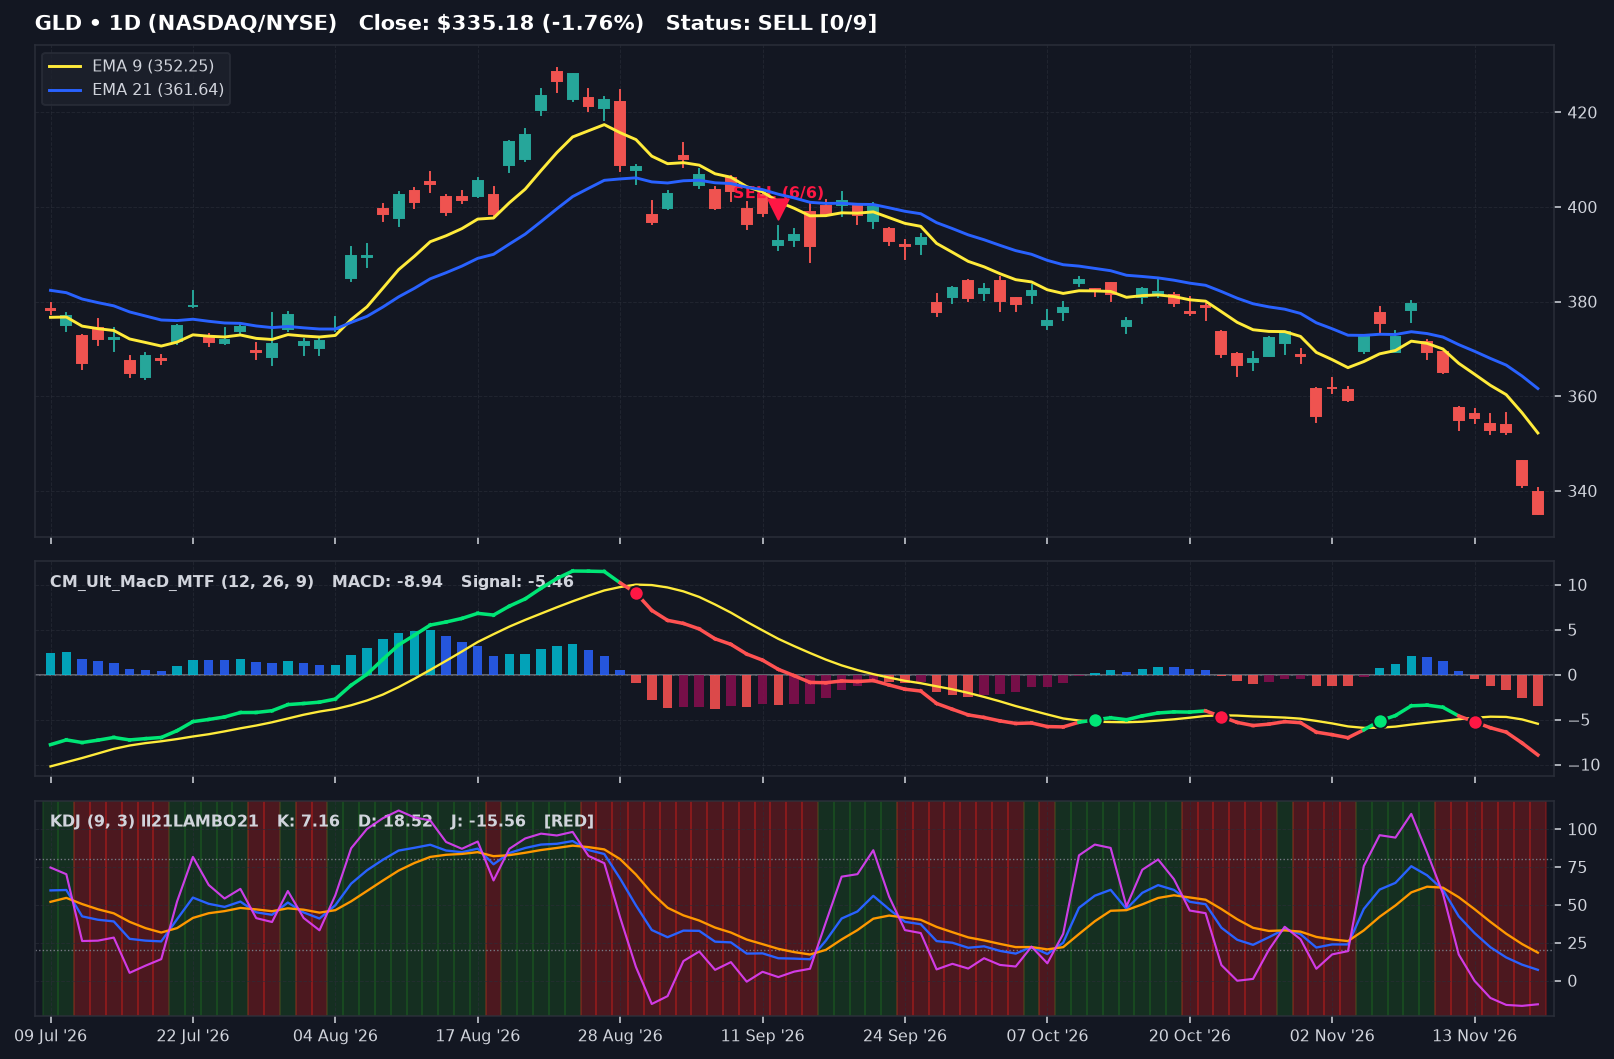 GLD • 1D (NASDAQ/NYSE)   Close: $335.18 (-1.76%)   Status: SELL [0/9]
EMA 9 (352.25)
EMA 21 (361.64)
SELL (6/6)
420
400
380
360
340
CM_Ult_MacD_MTF (12, 26, 9)   MACD: -8.94   Signal: -5.46
10
5
0
−5
−10
KDJ (9, 3) II21LAMBO21   K: 7.16   D: 18.52   J: -15.56   [RED]
100
75
50
25
0
09 Jul '26
22 Jul '26
04 Aug '26
17 Aug '26
28 Aug '26
11 Sep '26
24 Sep '26
07 Oct '26
20 Oct '26
02 Nov '26
13 Nov '26